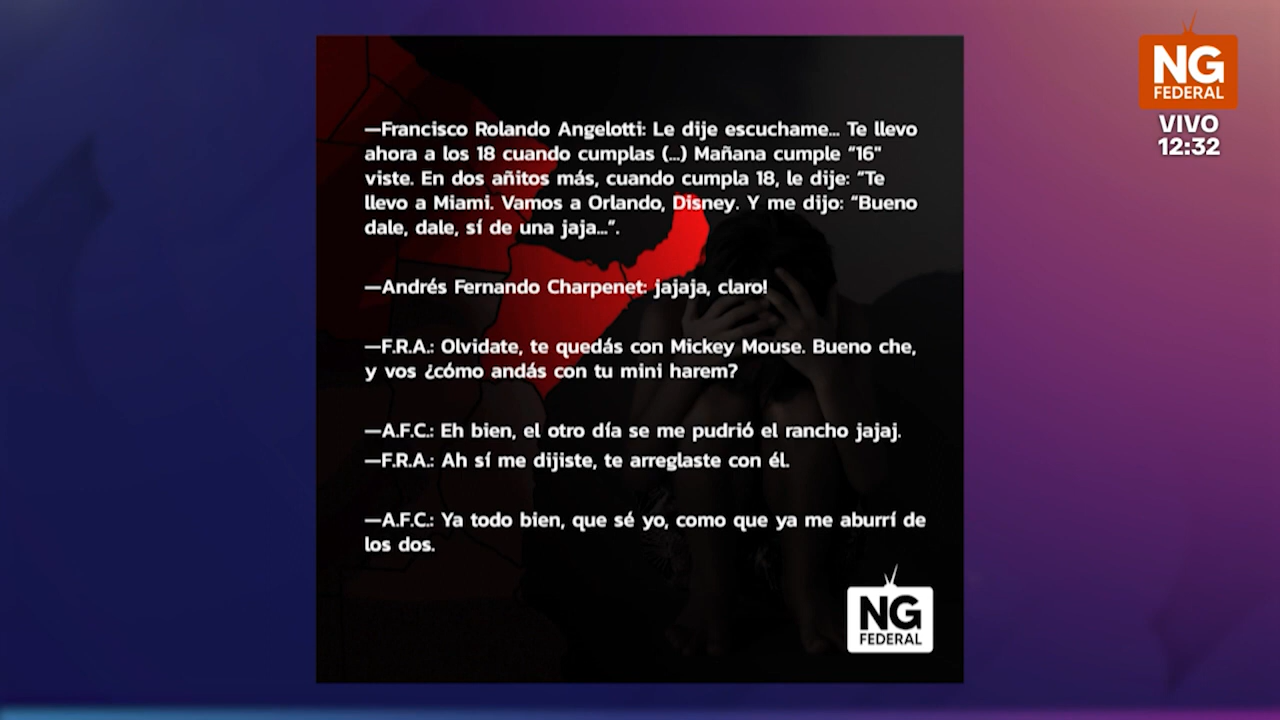 NG
FEDERAL
VIVO
12:32
—Francisco Rolando Angelotti: Le dije escuchame... Te llevo
ahora a los 18 cuando cumplas (...) Mañana cumple “16"
viste. En dos añitos más, cuando cumpla 18, le dije: “Te
llevo a Miami. Vamos a Orlando, Disney. Y me dijo: “Bueno
dale, dale, sí de una jaja...”.
—Andrés Fernando Charpenet: jajaja, claro!
—F.R.A.: Olvidate, te quedás con Mickey Mouse. Bueno che,
y vos ¿cómo andás con tu mini harem?
—A.F.C.: Eh bien, el otro día se me pudrió el rancho jajaj.
—F.R.A.: Ah sí me dijiste, te arreglaste con él.
—A.F.C.: Ya todo bien, que sé yo, como que ya me aburrí de
los dos.
NG
FEDERAL